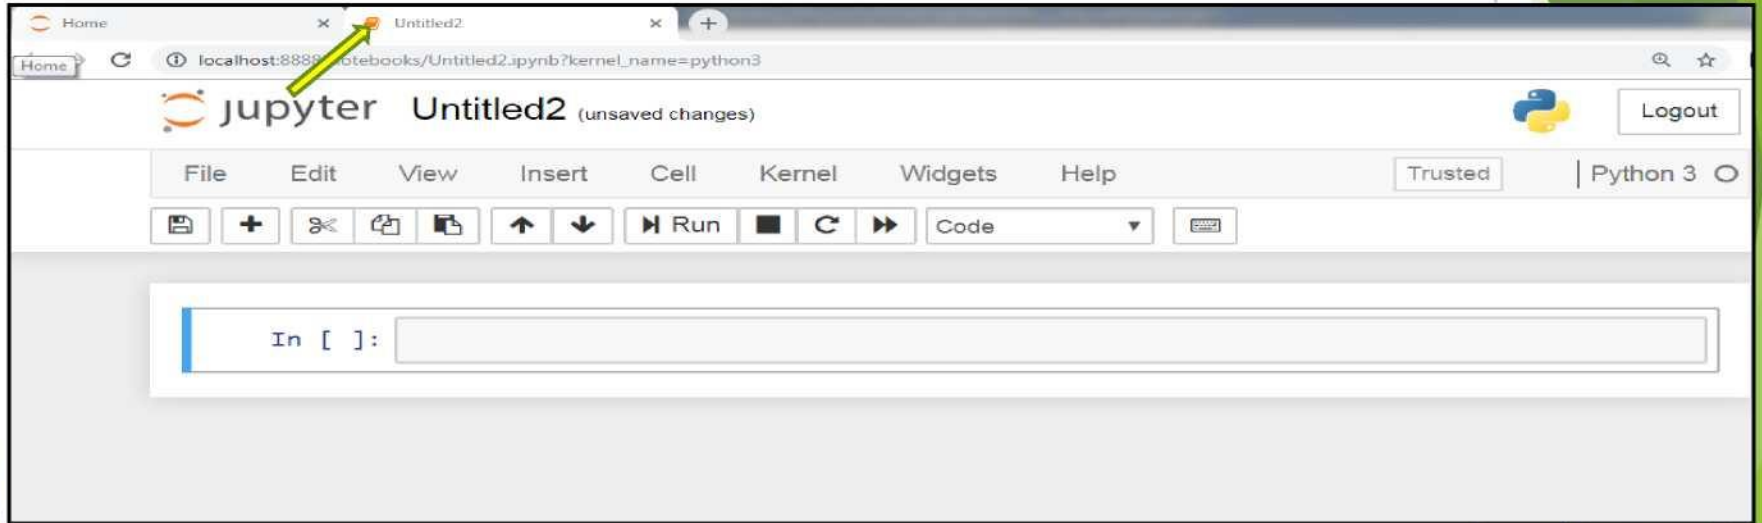 Home Untitled2
Home localhost:8888/notebooks/Untitled2.ipynb?kernel_name=python3
jupyter Untitled2 (unsaved changes) Logout
File Edit View Insert Cell Kernel Widgets Help Trusted Python 3
Run Code
In [ ]: